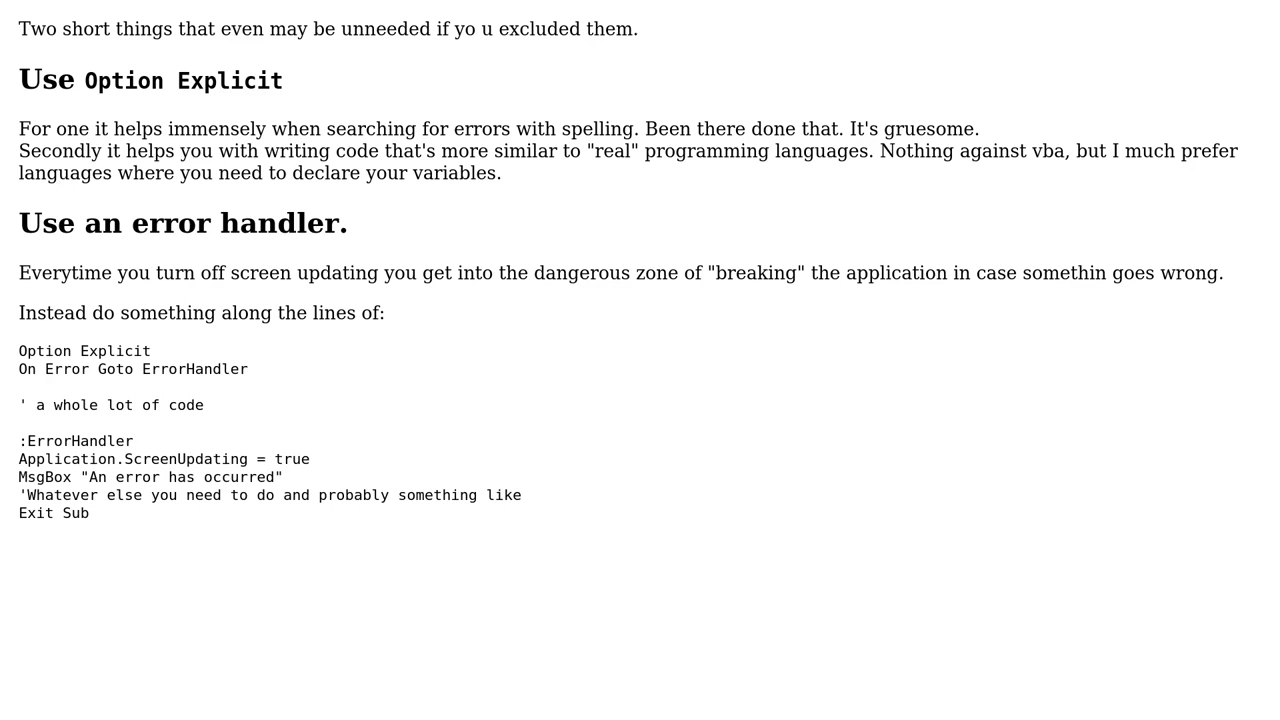 Two short things that even may be unneeded if yo u excluded them.
Use Option Explicit
For one it helps immensely when searching for errors with spelling. Been there done that. It's gruesome.
Secondly it helps you with writing code that's more similar to "real" programming languages. Nothing against vba, but I much prefer
languages where you need to declare your variables.
Use an error handler.
Everytime you turn off screen updating you get into the dangerous zone of "breaking" the application in case somethin goes wrong.
Instead do something along the lines of:
Option Explicit
On Error Goto ErrorHandler
' a whole lot of code
:ErrorHandler
Application.ScreenUpdating = true
MsgBox "An error has occurred"
'Whatever else you need to do and probably something like
Exit Sub